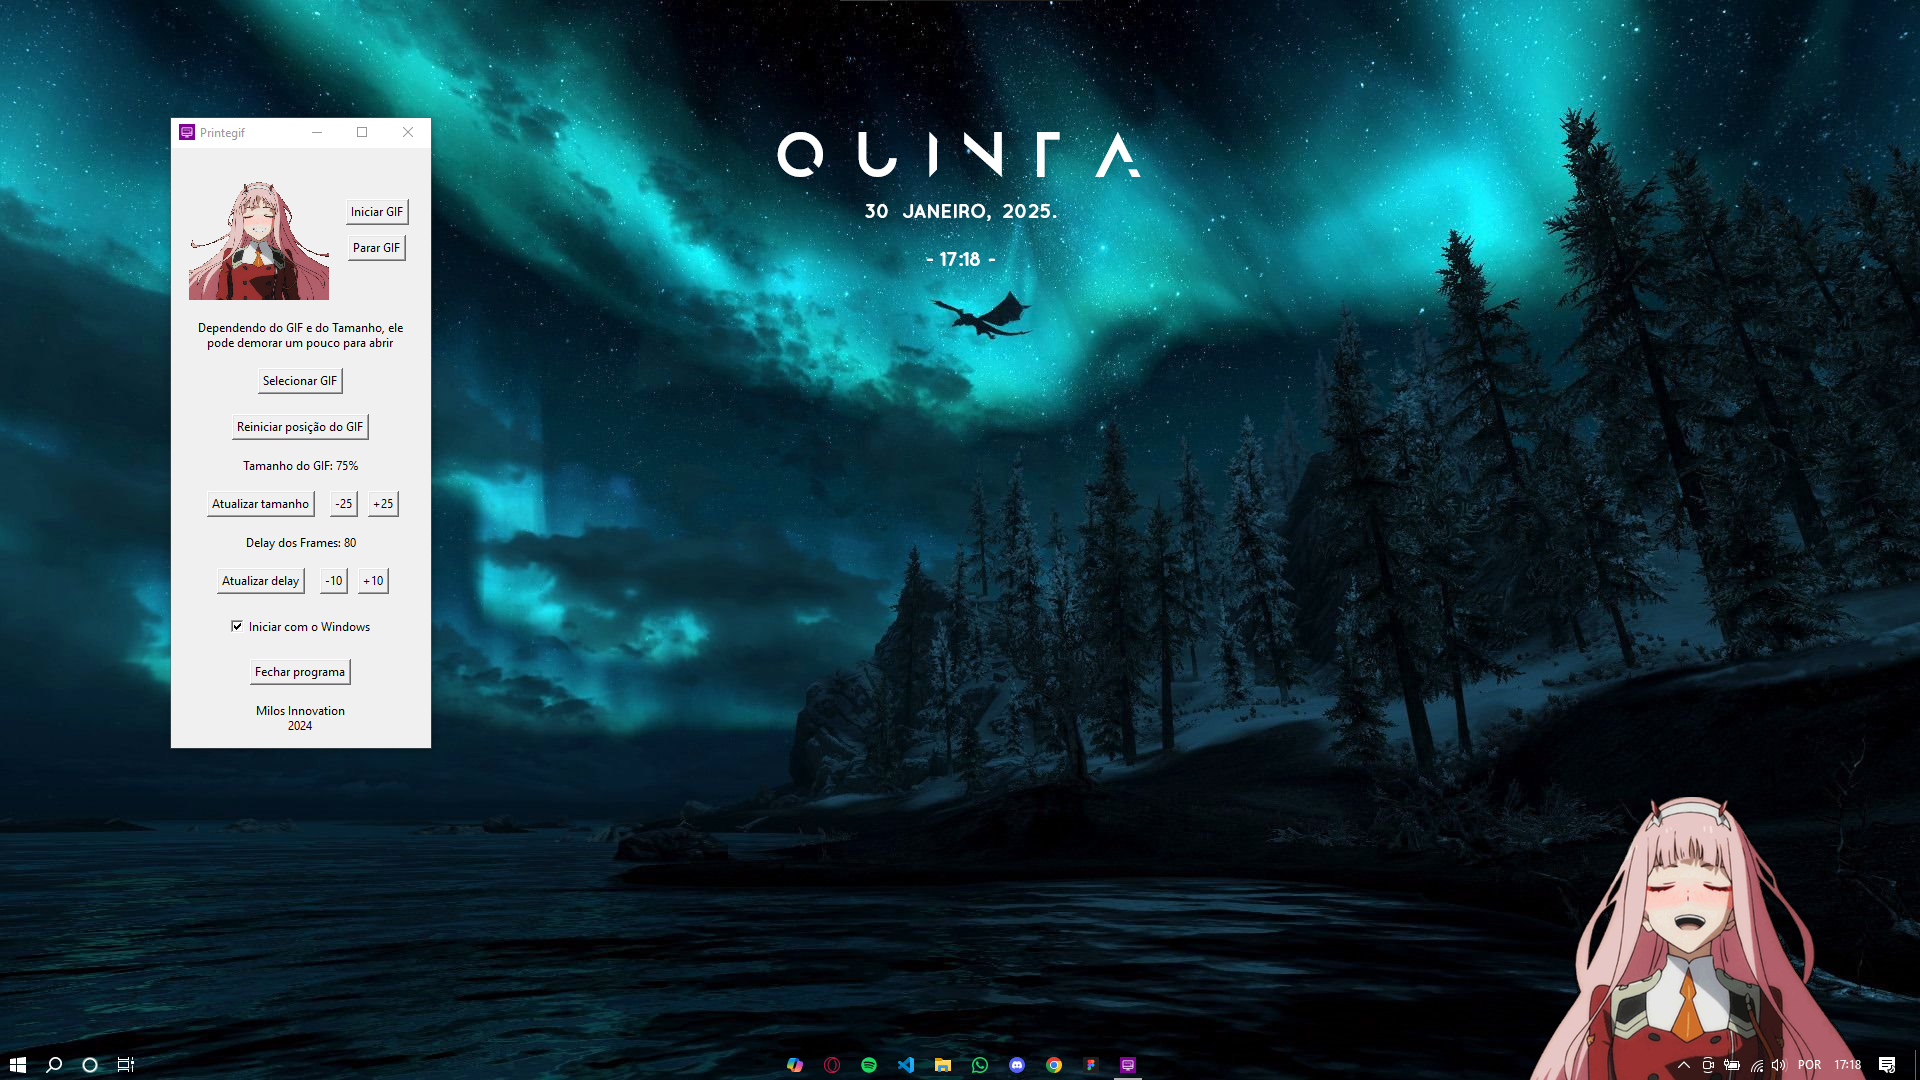 Printegif
Iniciar GIF
Parar GIF
Dependendo do GIF e do Tamanho, ele
pode demorar um pouco para abrir
Selecionar GIF
Reiniciar posição do GIF
Tamanho do GIF: 75%
Atualizar tamanho -25 +25
Delay dos Frames: 80
Atualizar delay -10 +10
Iniciar com o Windows
Fechar programa
Milos Innovation
2024
QUINTA
30 JANEIRO, 2025.
- 17:18 -
POR 17:18